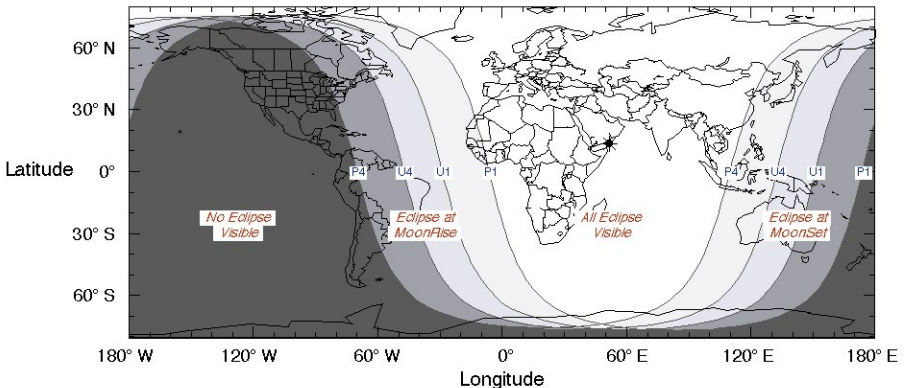 60° N
30° N
Latitude
0°
P4
U4
U1
P1
P4
U4
U1
P1
No Eclipse
Visible
Eclipse at
MoonRise
All Eclipse
Visible
Eclipse at
MoonSet
30° S
60° S
180° W
120° W
60° W
0°
60° E
120° E
180° E
Longitude